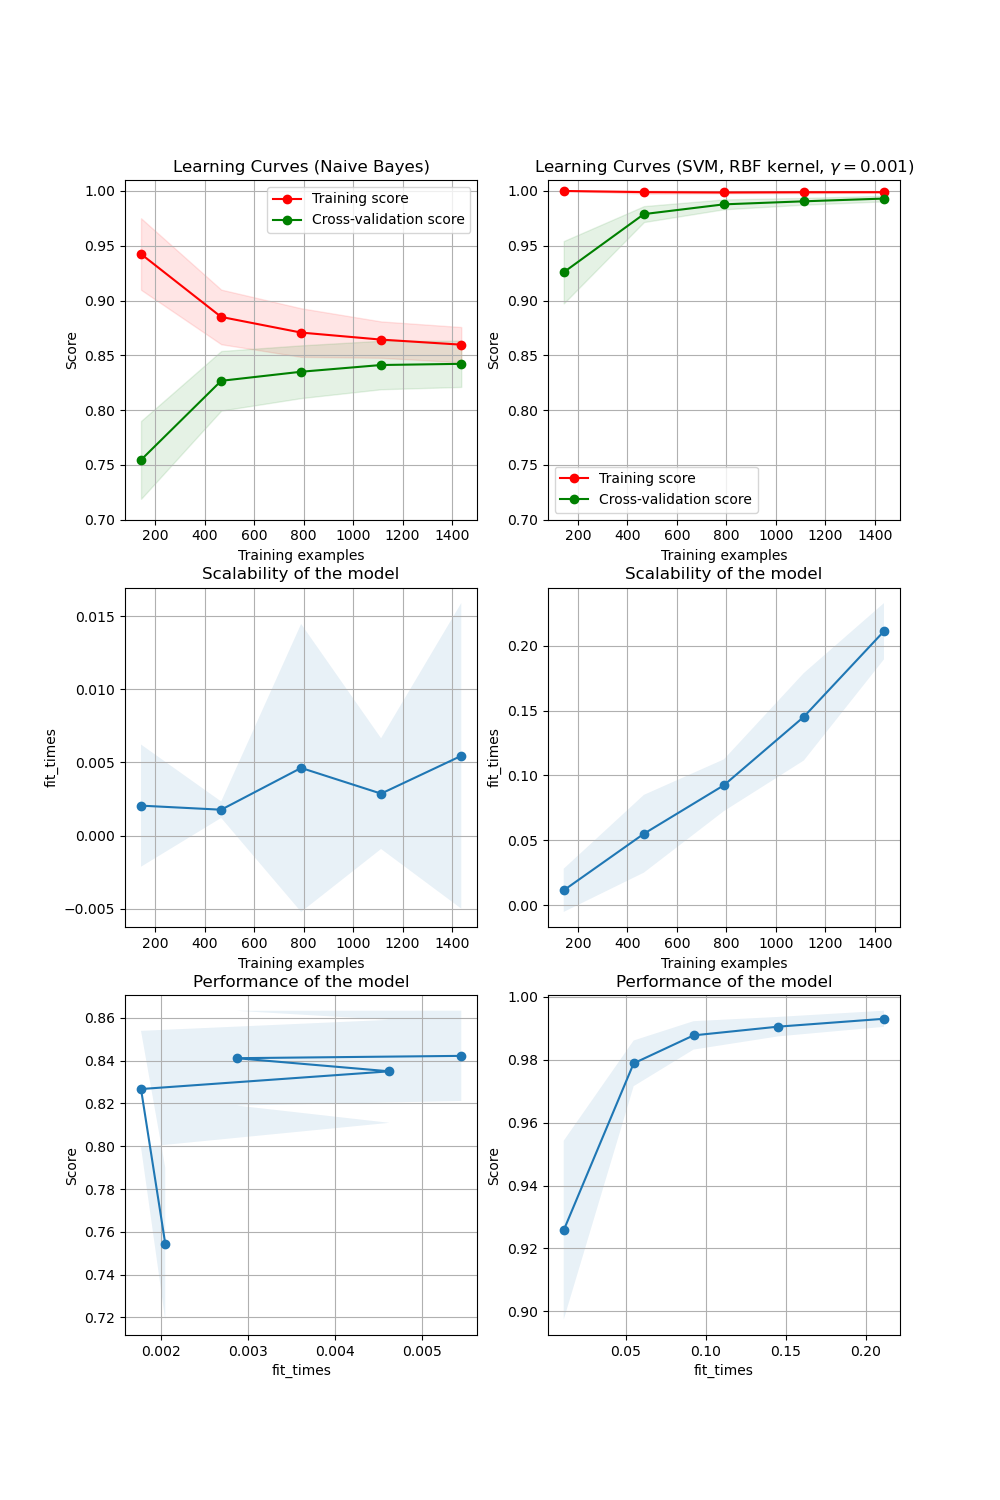 Learning Curves (Naive Bayes)
Score
1.00
0.95
0.90
0.85
0.80
0.75
0.70
Training score
Cross-validation score
200 400 600 800 1000 1200 1400
Training examples
Learning Curves (SVM, RBF kernel, γ = 0.001)
Score
1.00
0.95
0.90
0.85
0.80
0.75
0.70
Training score
Cross-validation score
200 400 600 800 1000 1200 1400
Training examples
Scalability of the model
fit_times
0.015
0.010
0.005
0.000
−0.005
200 400 600 800 1000 1200 1400
Training examples
Scalability of the model
fit_times
0.20
0.15
0.10
0.05
0.00
200 400 600 800 1000 1200 1400
Training examples
Performance of the model
Score
0.86
0.84
0.82
0.80
0.78
0.76
0.74
0.72
0.002 0.003 0.004 0.005
fit_times
Performance of the model
Score
1.00
0.98
0.96
0.94
0.92
0.90
0.05 0.10 0.15 0.20
fit_times